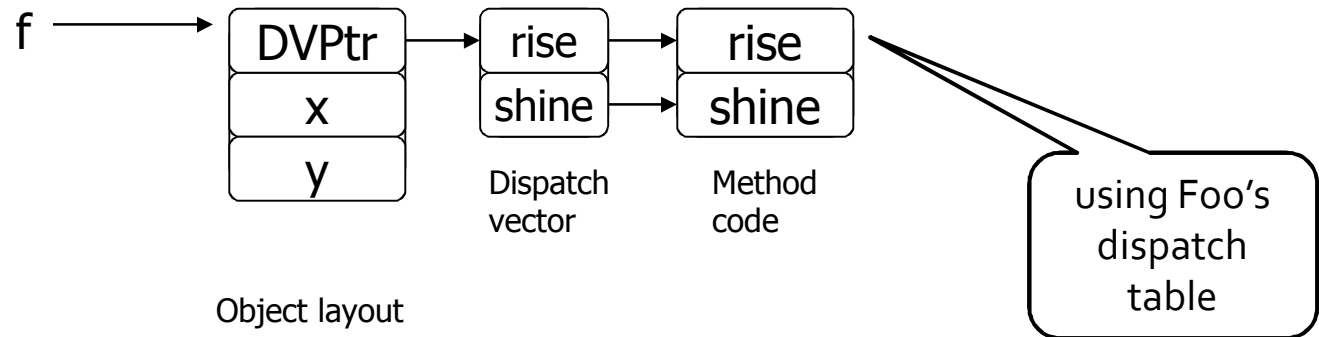 f
DVPtr
x
y
rise
shine
rise
shine
Dispatch
vector
Method
code
Object layout
using Foo’s
dispatch
table